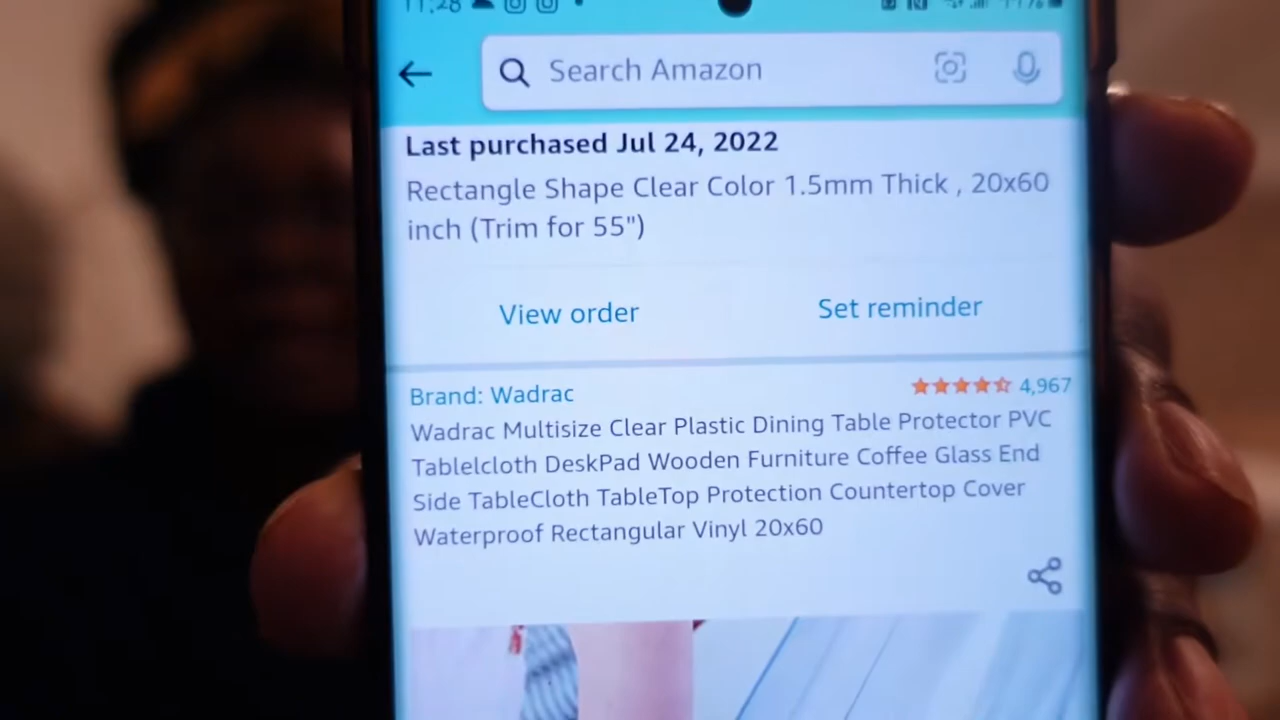 11:28
Search Amazon
Last purchased Jul 24, 2022
Rectangle Shape Clear Color 1.5mm Thick , 20x60
inch (Trim for 55")
View order
Set reminder
Brand: Wadrac
4,967
Wadrac Multisize Clear Plastic Dining Table Protector PVC
Tablelcloth DeskPad Wooden Furniture Coffee Glass End
Side TableCloth TableTop Protection Countertop Cover
Waterproof Rectangular Vinyl 20x60